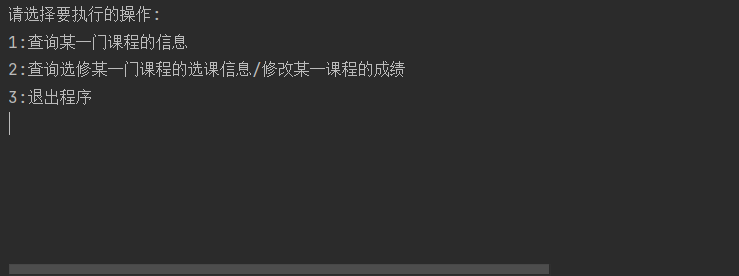 请选择要执行的操作:
1:查询某一门课程的信息
2:查询选修某一门课程的选课信息/修改某一课程的成绩
3:退出程序